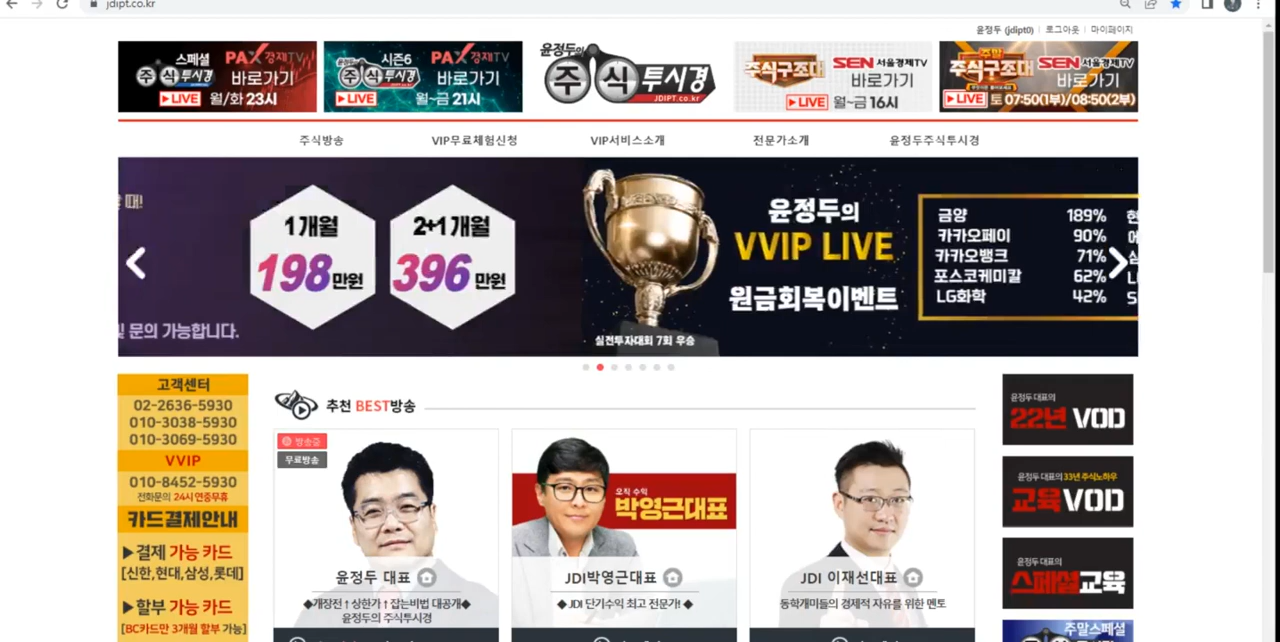 jdipt.co.kr
윤정두 (jdipt0) | 로그아웃 | 마이페이지
스페셜 PAX 경제TV
주식투시경 바로가기
LIVE 월/화 23시
시즌6 PAX 경제TV
주식투시경 바로가기
LIVE 월~금 21시
윤정두의
주식투시경
JDIPT.co.kr
주식구조대 SEN 서울경제TV
바로가기
LIVE 월~금 16시
주말
주식구조대 SEN 서울경제TV
바로가기
LIVE 토 07:50(1부)/08:50(2부)
주식방송
VIP무료체험신청
VIP서비스소개
전문가소개
윤정두주식투시경
때!
1개월
198만원
2+1개월
396만원
및 문의 가능합니다.
실전투자대회 7회 우승
윤정두의
VVIP LIVE
원금회복이벤트
금양 189%
카카오페이 90%
카카오뱅크 71%
포스코케미칼 62%
LG화학 42%
고객센터
02-2636-5930
010-3038-5930
010-3069-5930
VVIP
010-8452-5930
전화문의 24시 연중무휴
카드결제안내
▶결제 가능 카드
[신한,현대,삼성,롯데]
▶할부 가능 카드
[BC카드만 3개월 할부 가능]
추천 BEST방송
방송중
무료방송
윤정두 대표
◆개장전↑상한가↑잡는비법 대공개◆
윤정두의 주식투시경
오직 수익
박영근대표
JDI박영근대표
◆ JDI 단기수익 최고 전문가! ◆
JDI 이재선대표
동학개미들의 경제적 자유를 위한 멘토
윤정두 대표의
22년 VOD
윤정두 대표의 33년 주식노하우
교육 VOD
윤정두 대표의
스페셜교육
주말스페셜